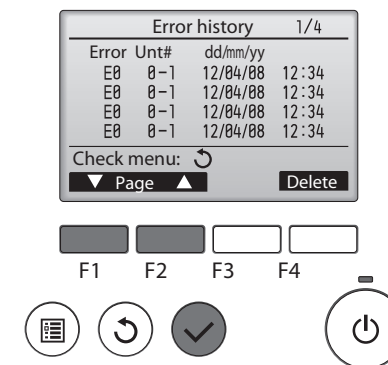 Error history 1/4
Error Unt# dd/mm/yy
E0 0-1 12/04/08 12:34
E0 0-1 12/04/08 12:34
E0 0-1 12/04/08 12:34
E0 0-1 12/04/08 12:34
Check menu:
▼ Page ▲ Delete
F1 F2 F3 F4